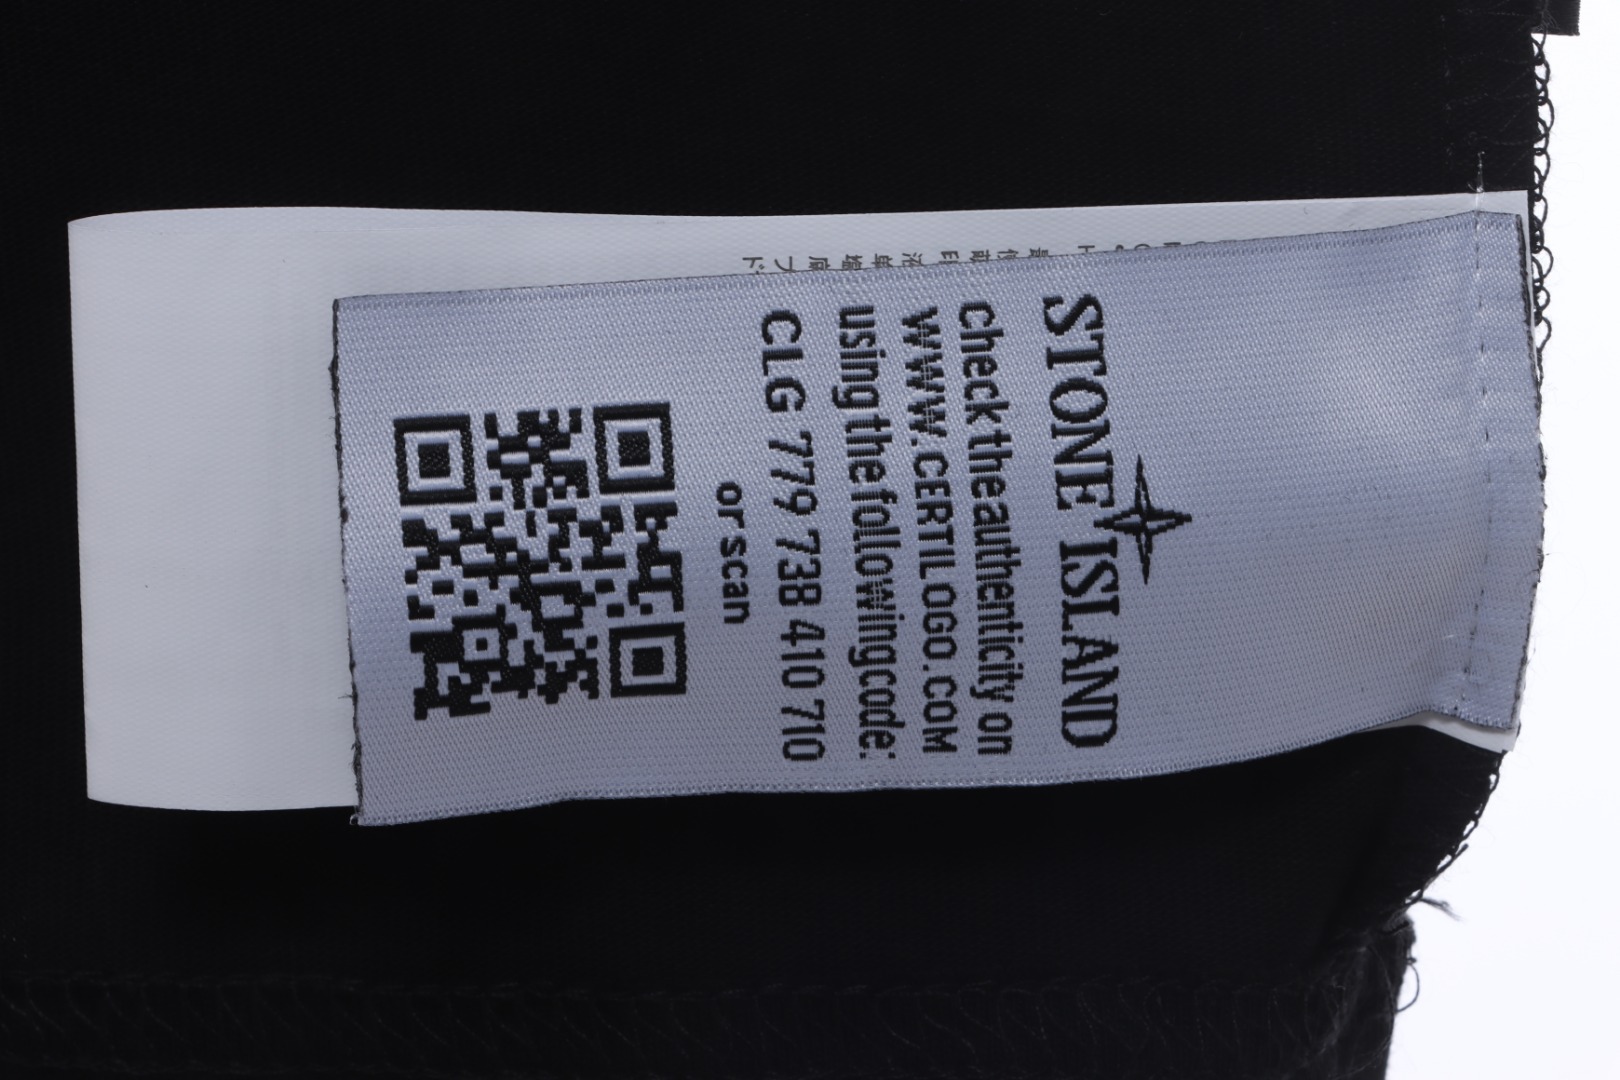 STONE ISLAND
check the authenticity on
WWW.CERTILOGO.COM
using the following code:
CLG 779 738 410 710
or scan